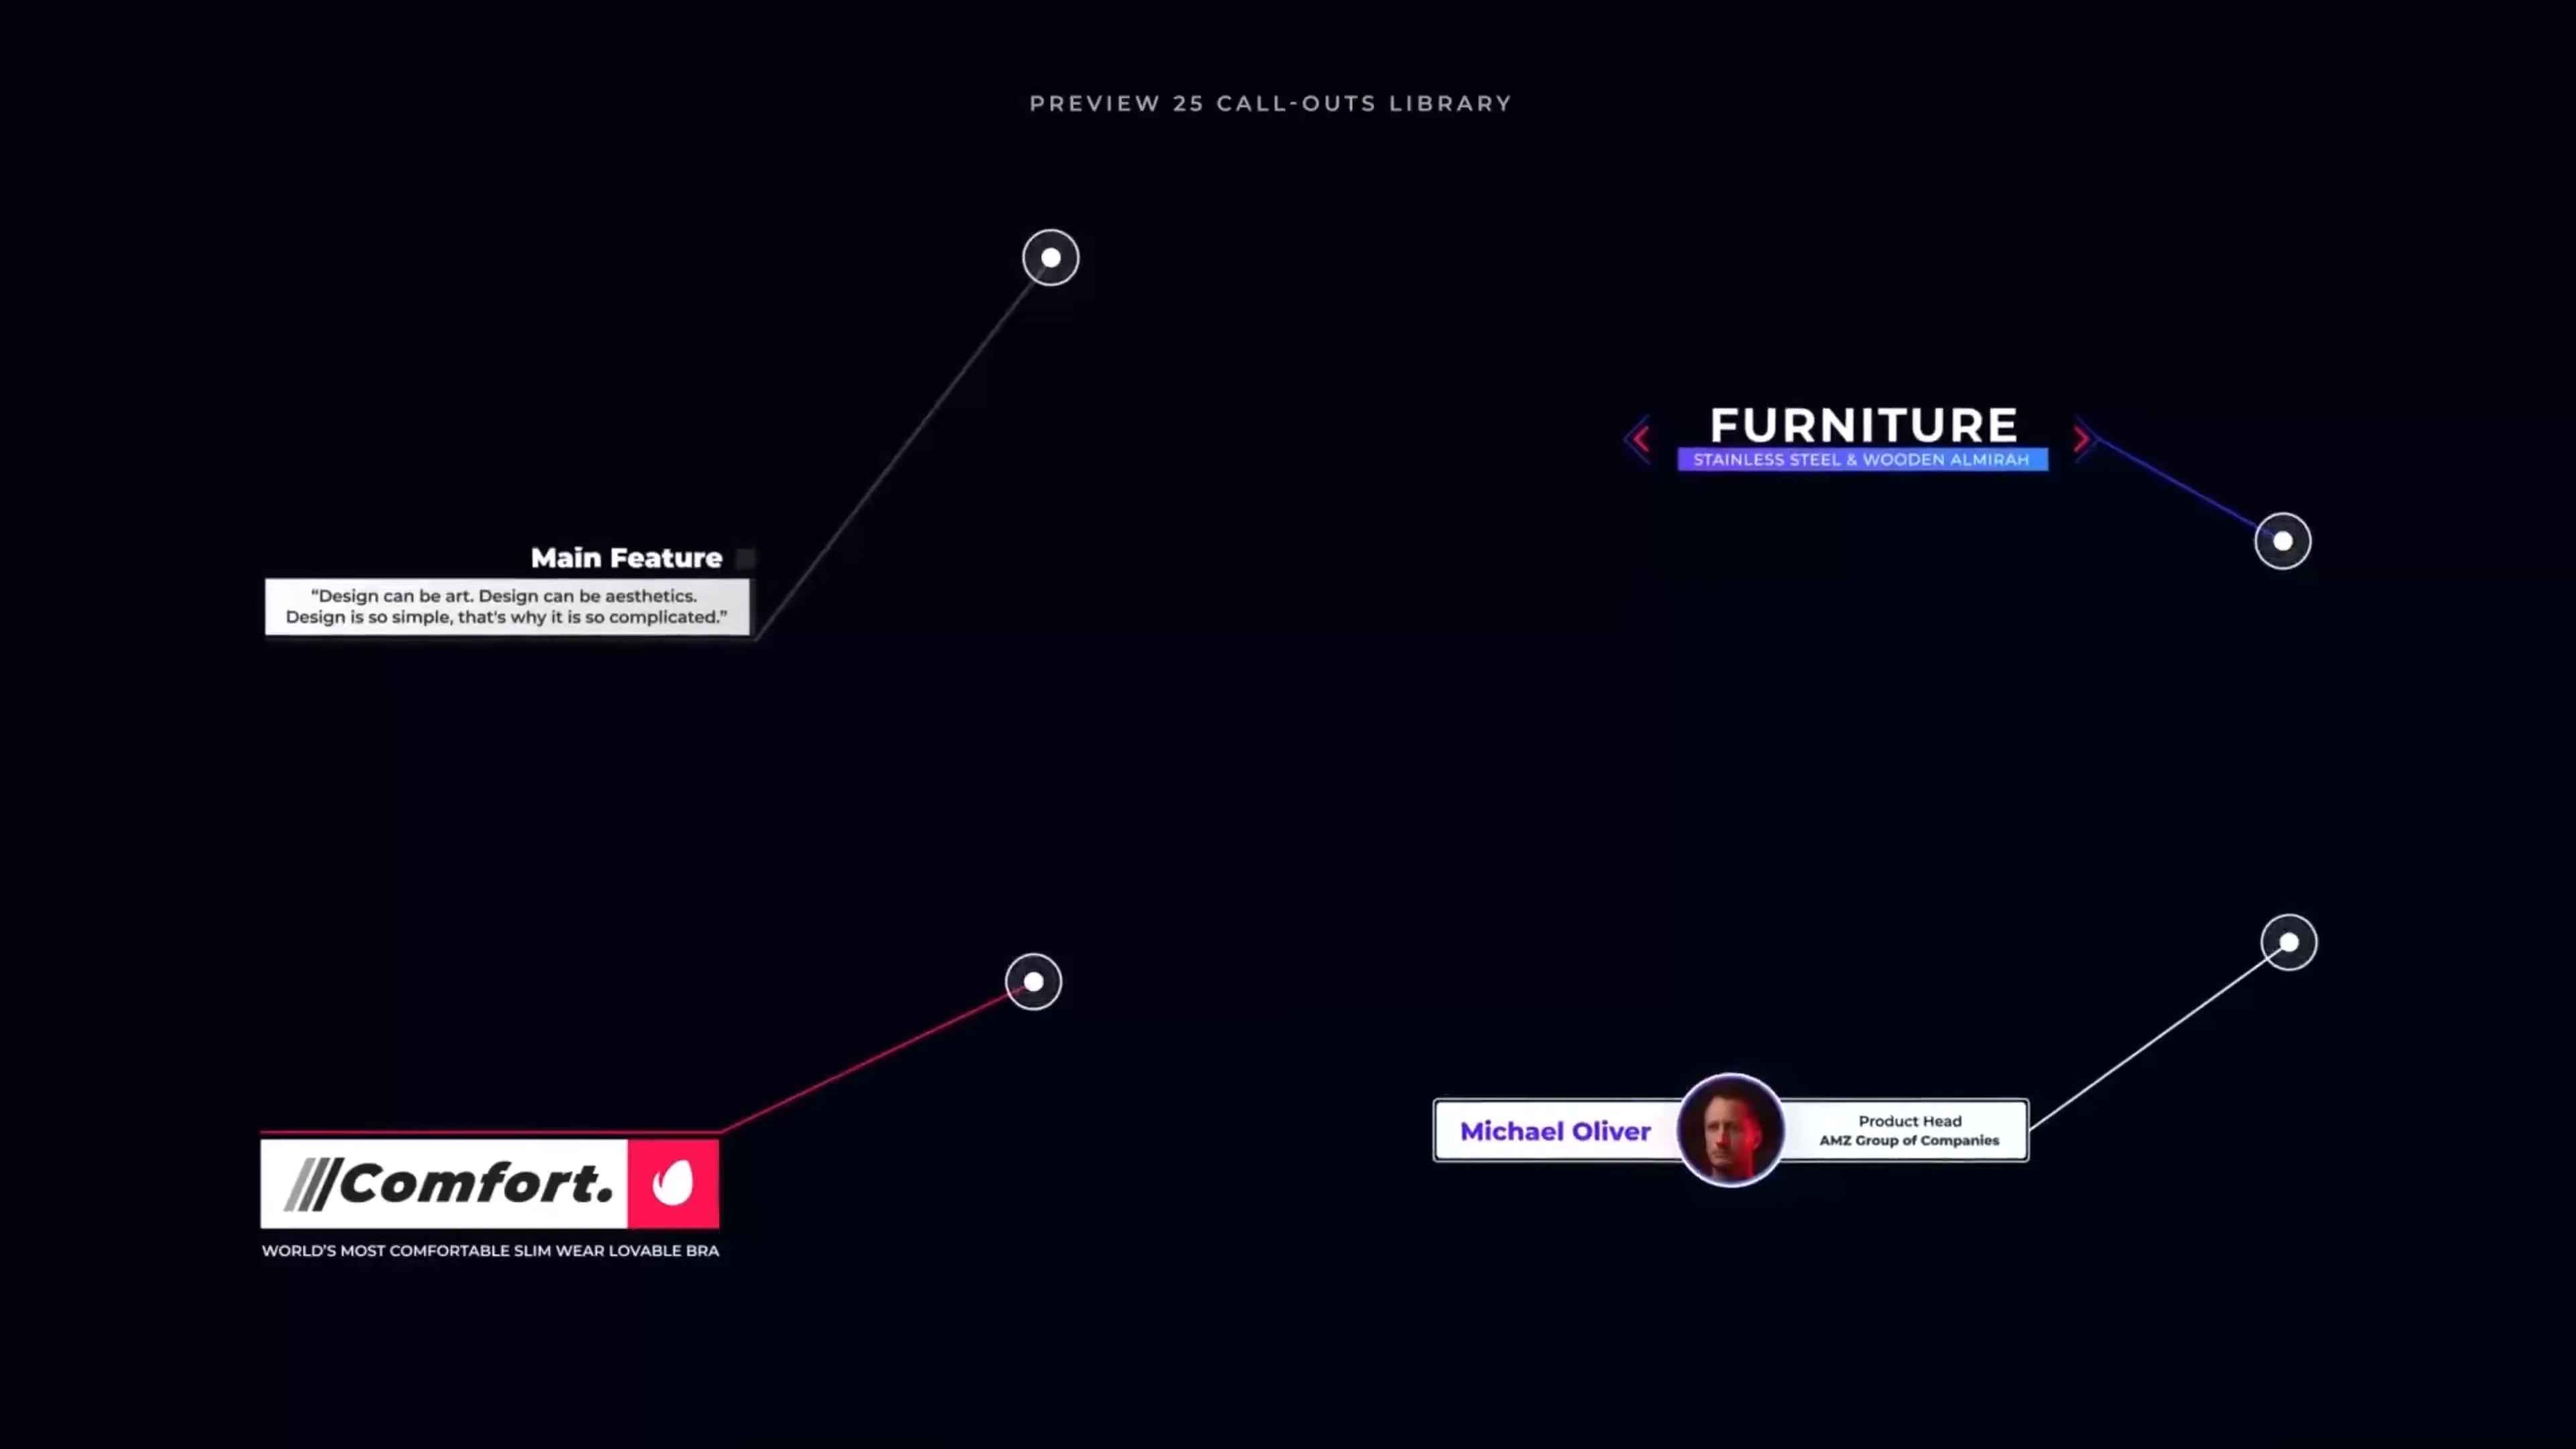 PREVIEW 25 CALL-OUTS LIBRARY
FURNITURE
STAINLESS STEEL & WOODEN ALMIRAH
Main Feature
“Design can be art. Design can be aesthetics.
Design is so simple, that's why it is so complicated.”
Michael Oliver
Product Head
AMZ Group of Companies
///Comfort.
WORLD'S MOST COMFORTABLE SLIM WEAR LOVABLE BRA